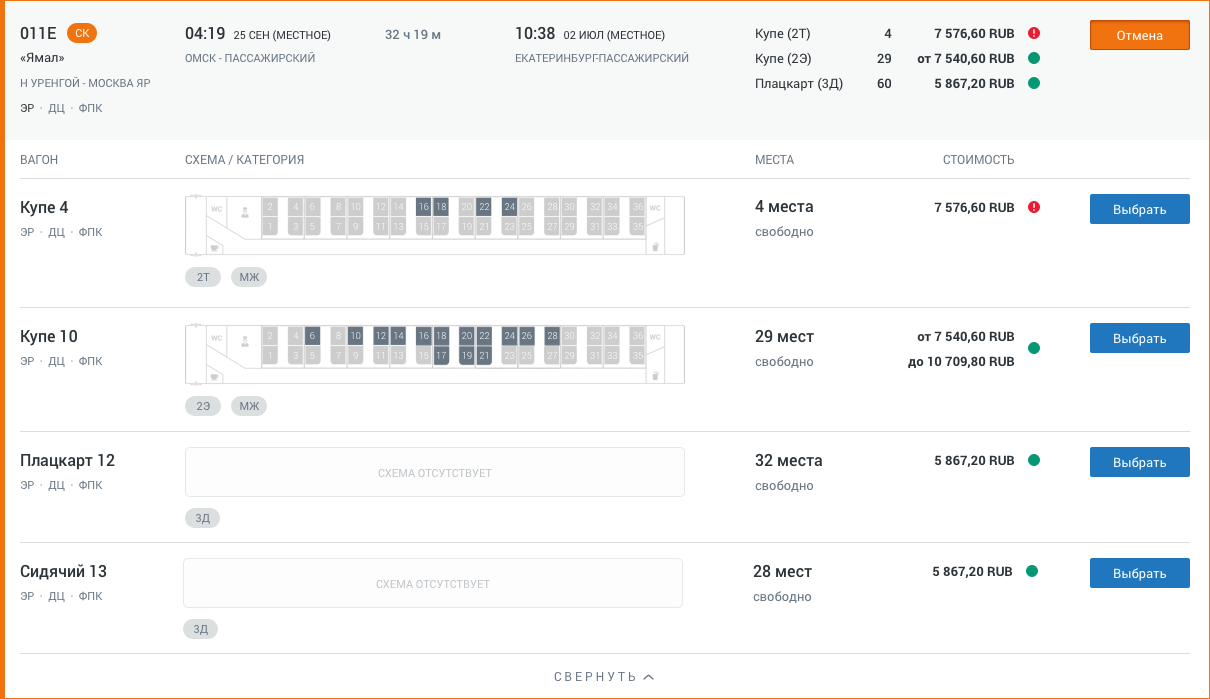 011Е СК 04:19 25 СЕН (МЕСТНОЕ) 32 ч 19 м 10:38 02 ИЮЛ (МЕСТНОЕ) Купе (2Т) 4 7 576,60 RUB Отмена
«Ямал» ОМСК - ПАССАЖИРСКИЙ ЕКАТЕРИНБУРГ-ПАССАЖИРСКИЙ Купе (2Э) 29 от 7 540,60 RUB
Н УРЕНГОЙ - МОСКВА ЯР Плацкарт (3Д) 60 5 867,20 RUB
ЭР · ДЦ · ФПК
ВАГОН СХЕМА / КАТЕГОРИЯ МЕСТА СТОИМОСТЬ
Купе 4 4 места 7 576,60 RUB Выбрать
WC 2 4 6 8 10 12 14 16 18 20 22 24 26 28 30 32 34 36 WC
1 3 5 7 9 11 13 15 17 19 21 23 25 27 29 31 33 35
ЭР · ДЦ · ФПК свободно
2Т МЖ
Купе 10 29 мест от 7 540,60 RUB Выбрать
WC 2 4 6 8 10 12 14 16 18 20 22 24 26 28 30 32 34 36 WC
1 3 5 7 9 11 13 16 17 19 21 23 25 27 29 31 33 35
ЭР · ДЦ · ФПК свободно до 10 709,80 RUB
2Э МЖ
Плацкарт 12 СХЕМА ОТСУТСТВУЕТ 32 места 5 867,20 RUB Выбрать
ЭР · ДЦ · ФПК свободно
3Д
Сидячий 13 СХЕМА ОТСУТСТВУЕТ 28 мест 5 867,20 RUB Выбрать
ЭР · ДЦ · ФПК свободно
3Д
СВЕРНУТЬ